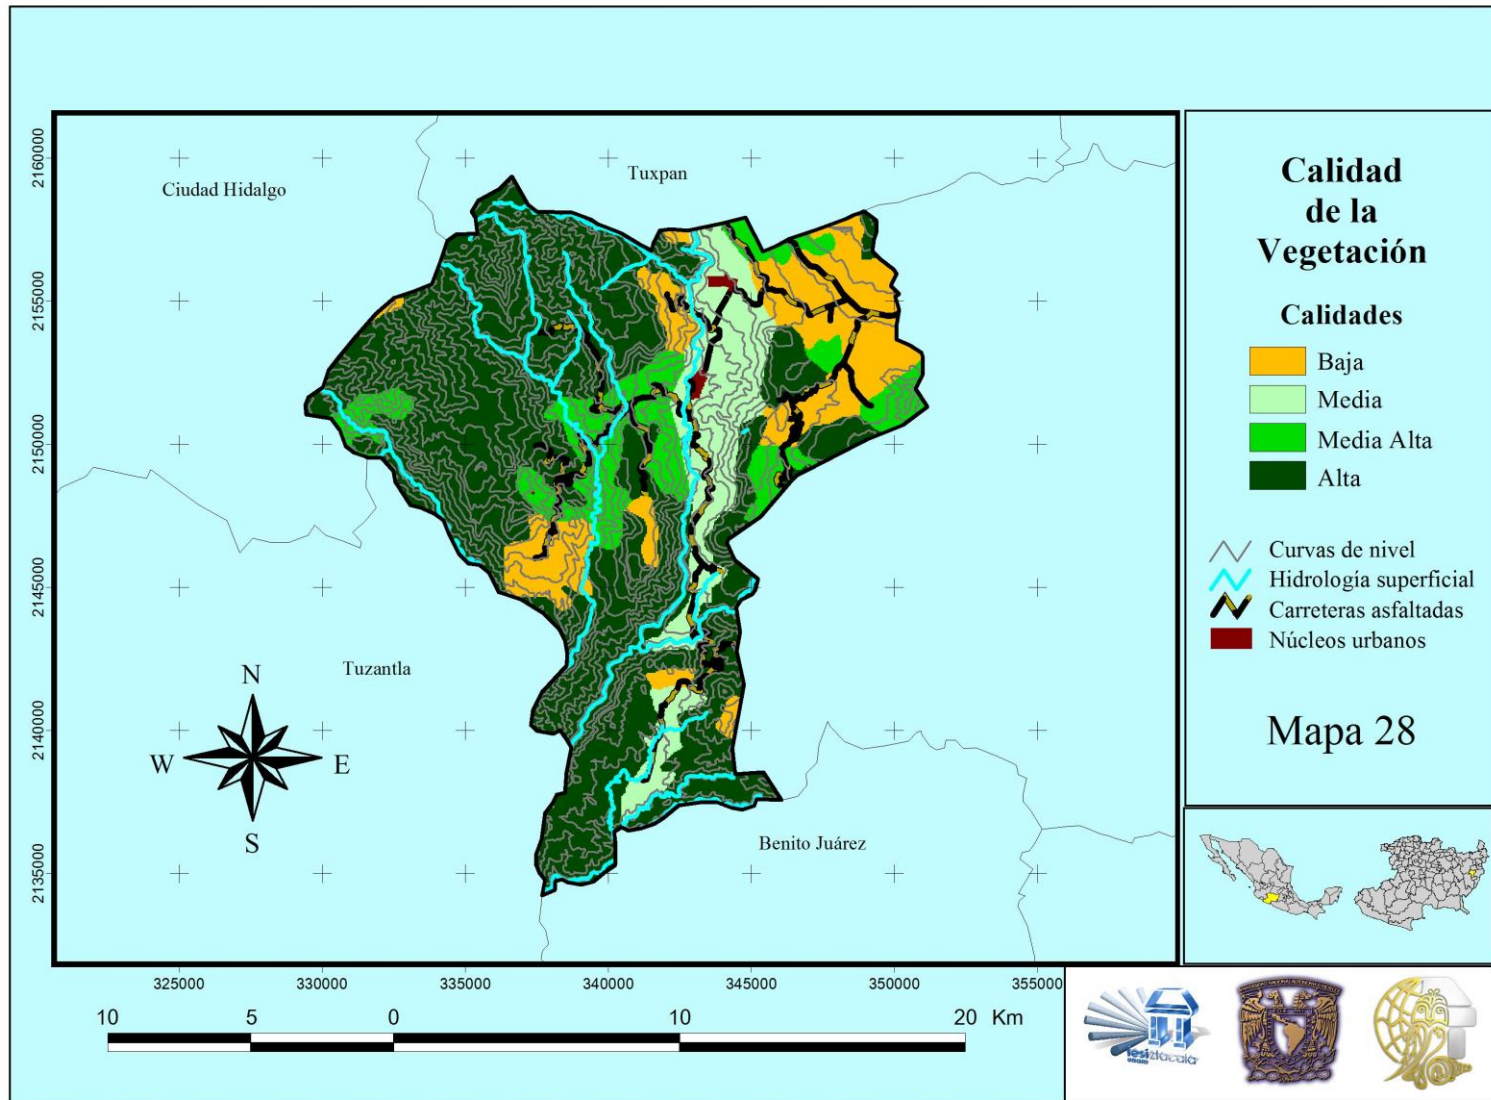 Ciudad Hidalgo
Tuxpan
Tuzantla
Benito Juárez
N
W
E
S
2160000
2155000
2150000
2145000
2140000
2135000
325000
330000
335000
340000
345000
350000
355000
10
5
0
10
20
Km
Calidad
de la
Vegetación
Calidades
Baja
Media
Media Alta
Alta
Curvas de nivel
Hidrología superficial
Carreteras asfaltadas
Núcleos urbanos
Mapa 28